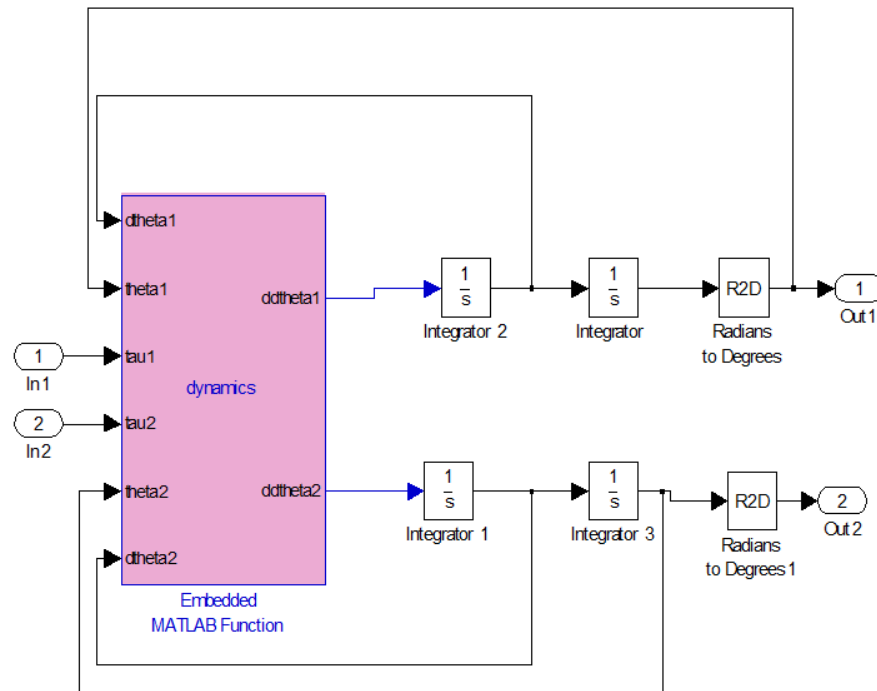 dtheta1
theta1
tau1
tau2
theta2
dtheta2
ddtheta1
dynamics
ddtheta2
Embedded
MATLAB Function
1
In1
2
In2
1
s
Integrator 2
1
s
Integrator
R2D
Radians
to Degrees
1
Out1
1
s
Integrator 1
1
s
Integrator 3
R2D
Radians
to Degrees1
2
Out2